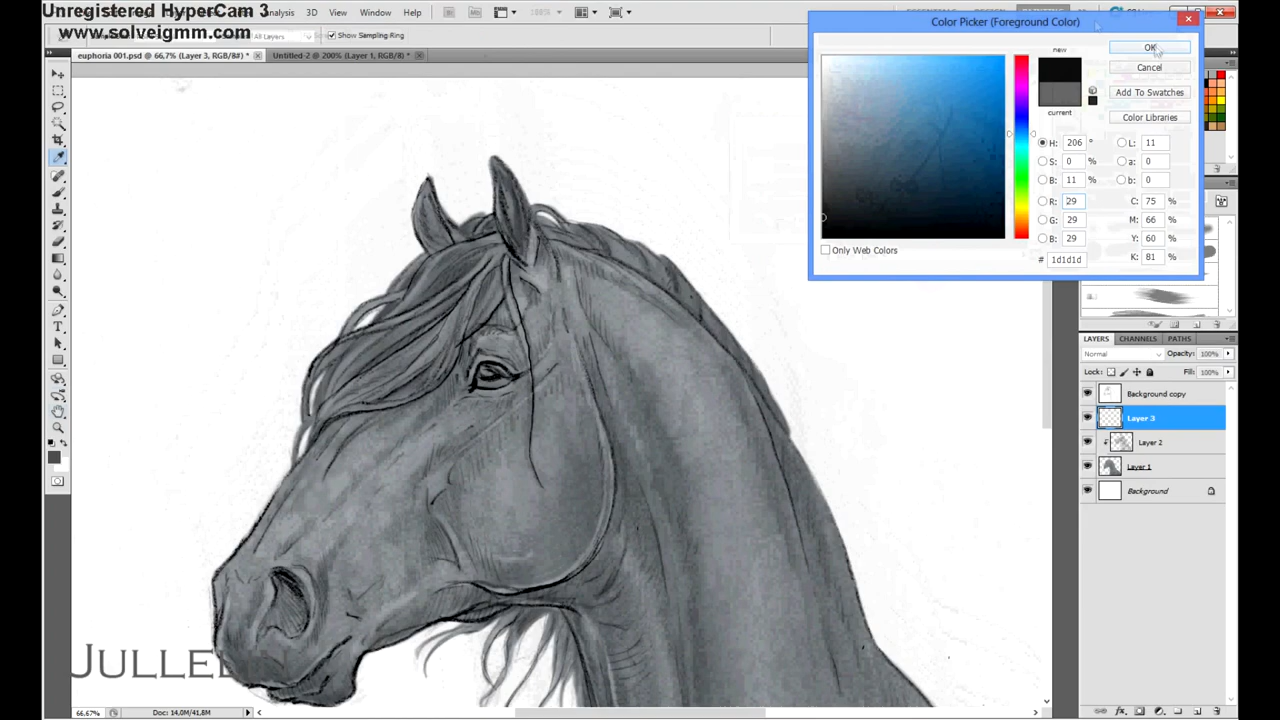 Unregistered HyperCam 3
www.solveigmm.com
Analysis 3D View Window Help
Show Sampling Ring
euphoria 001.psd @ 66,7% (Layer 3, RGB/8#) * Untitled-2 @ 200% (Layer 1, RGB/8) *
Color Picker (Foreground Color)
new
current
OK
Cancel
Add To Swatches
Color Libraries
H: 206 ° L: 11
S: 0 % a: 0
B: 11 % b: 0
R: 29 C: 75 %
G: 29 M: 66 %
B: 29 Y: 60 %
# 1d1d1d K: 81 %
Only Web Colors
LAYERS CHANNELS PATHS
Normal Opacity: 100%
Lock: Fill: 100%
Background copy
Layer 3
Layer 2
Layer 1
Background
JULLE
66,67% Doc: 14,0M/41,8M